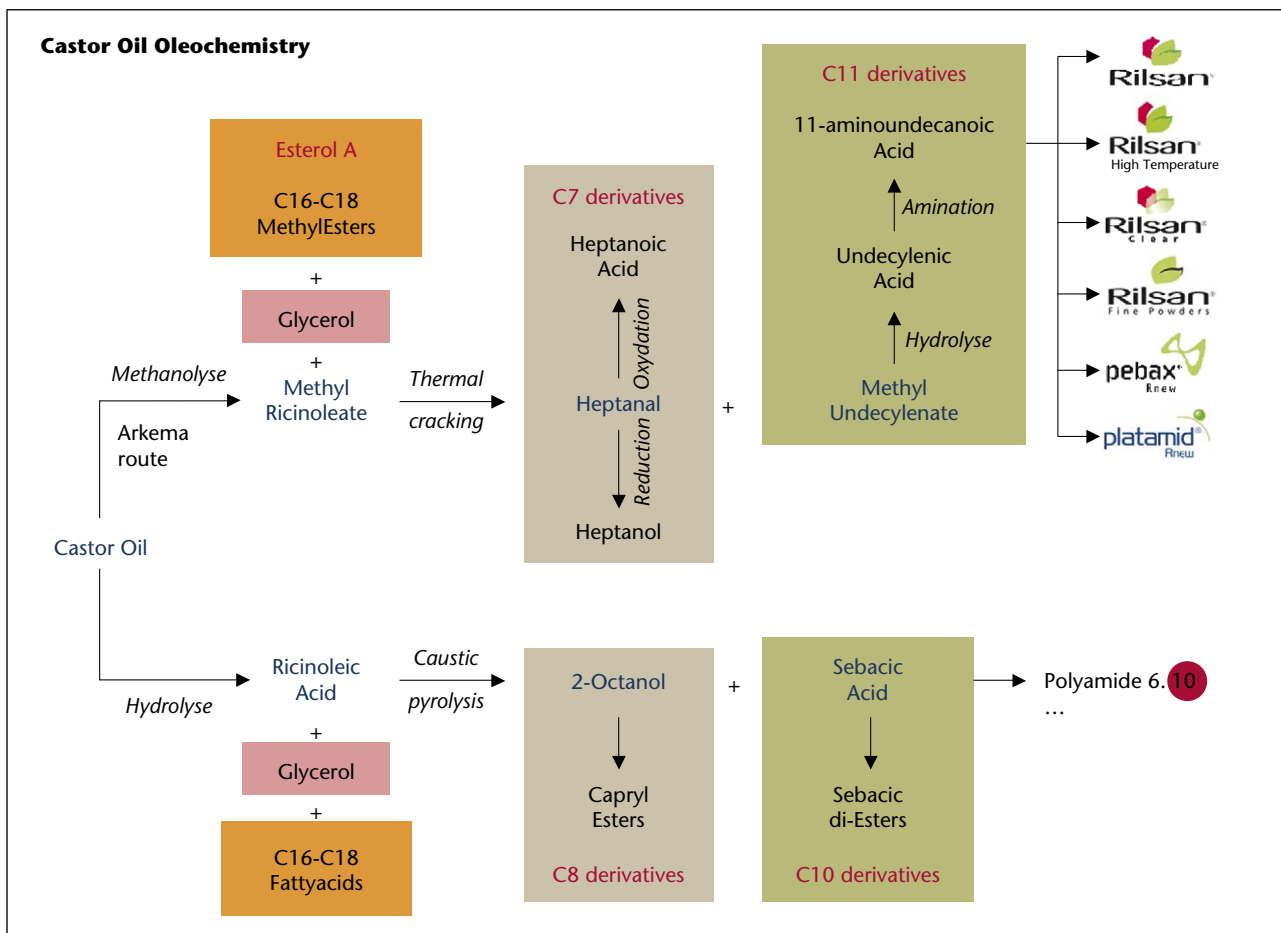 Castor Oil Oleochemistry
Esterol A
C16-C18
MethylEsters
+
Glycerol
+
Methyl
Ricinoleate
Methanolyse
Arkema
route
Castor Oil
Thermal
cracking
C7 derivatives
Heptanoic
Acid
Oxydation
Heptanal
Reduction
Heptanol
+
C11 derivatives
11-aminoundecanoic
Acid
Amination
Undecylenic
Acid
Hydrolyse
Methyl
Undecylenate
Rilsan®
Rilsan®
High Temperature
Rilsan®
Clear
Rilsan®
Fine Powders
pebax®
Rnew
platamid®
Rnew
Hydrolyse
Ricinoleic
Acid
+
Glycerol
+
C16-C18
Fattyacids
Caustic
pyrolysis
2-Octanol
Capryl
Esters
C8 derivatives
+
Sebacic
Acid
Sebacic
di-Esters
C10 derivatives
Polyamide 6.10
...